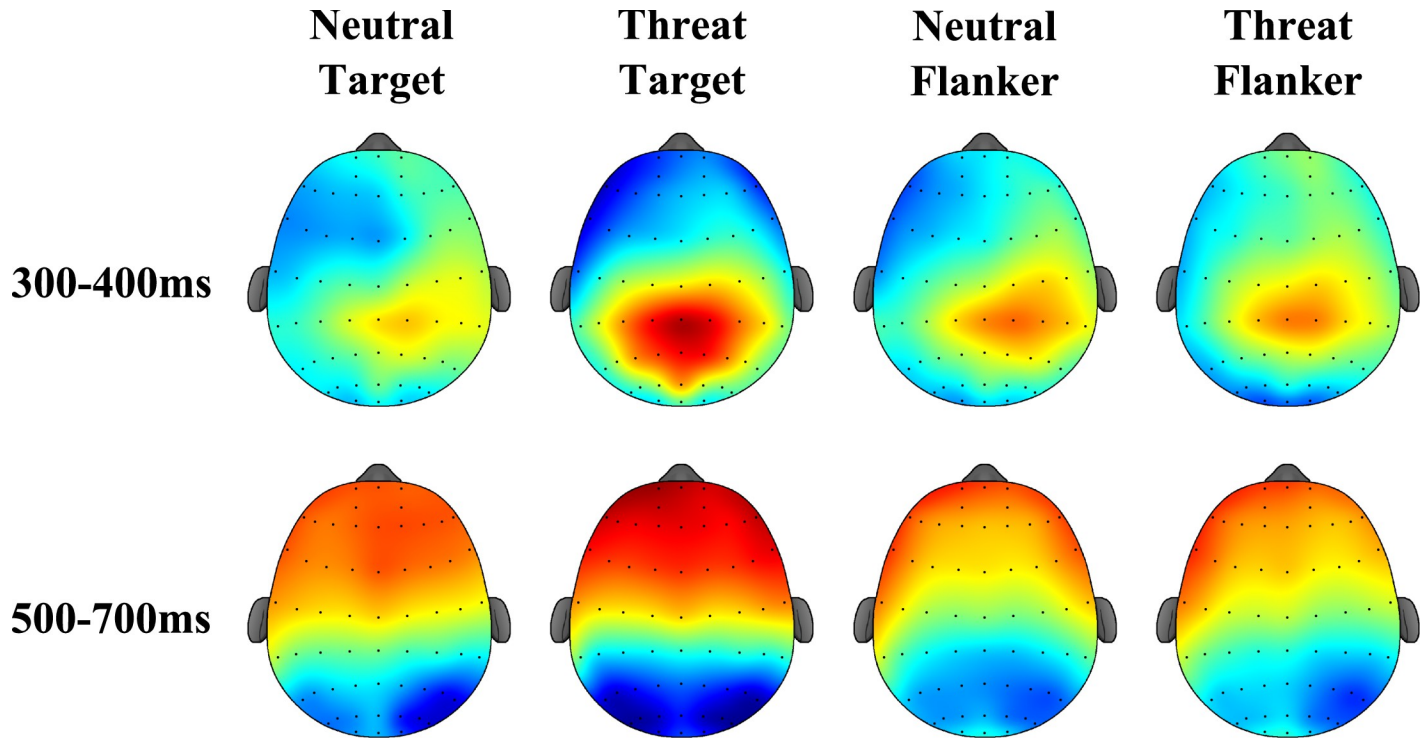 Neutral Target
Threat Target
Neutral Flanker
Threat Flanker
300-400ms
500-700ms